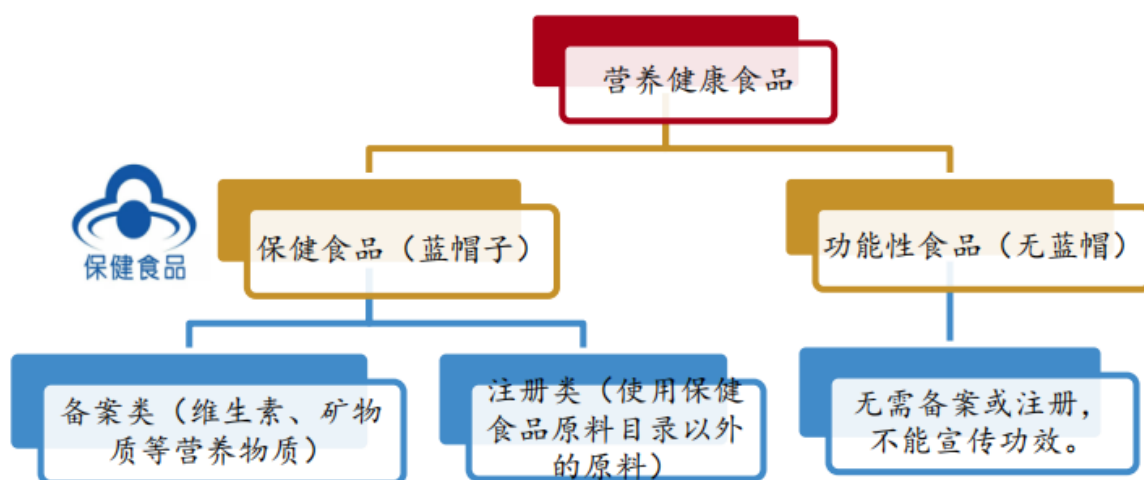 营养健康食品
保健食品
保健食品（蓝帽子）
功能性食品（无蓝帽）
备案类（维生素、矿物
质等营养物质）
注册类（使用保健
食品原料目录以外
的原料）
无需备案或注册，
不能宣传功效。